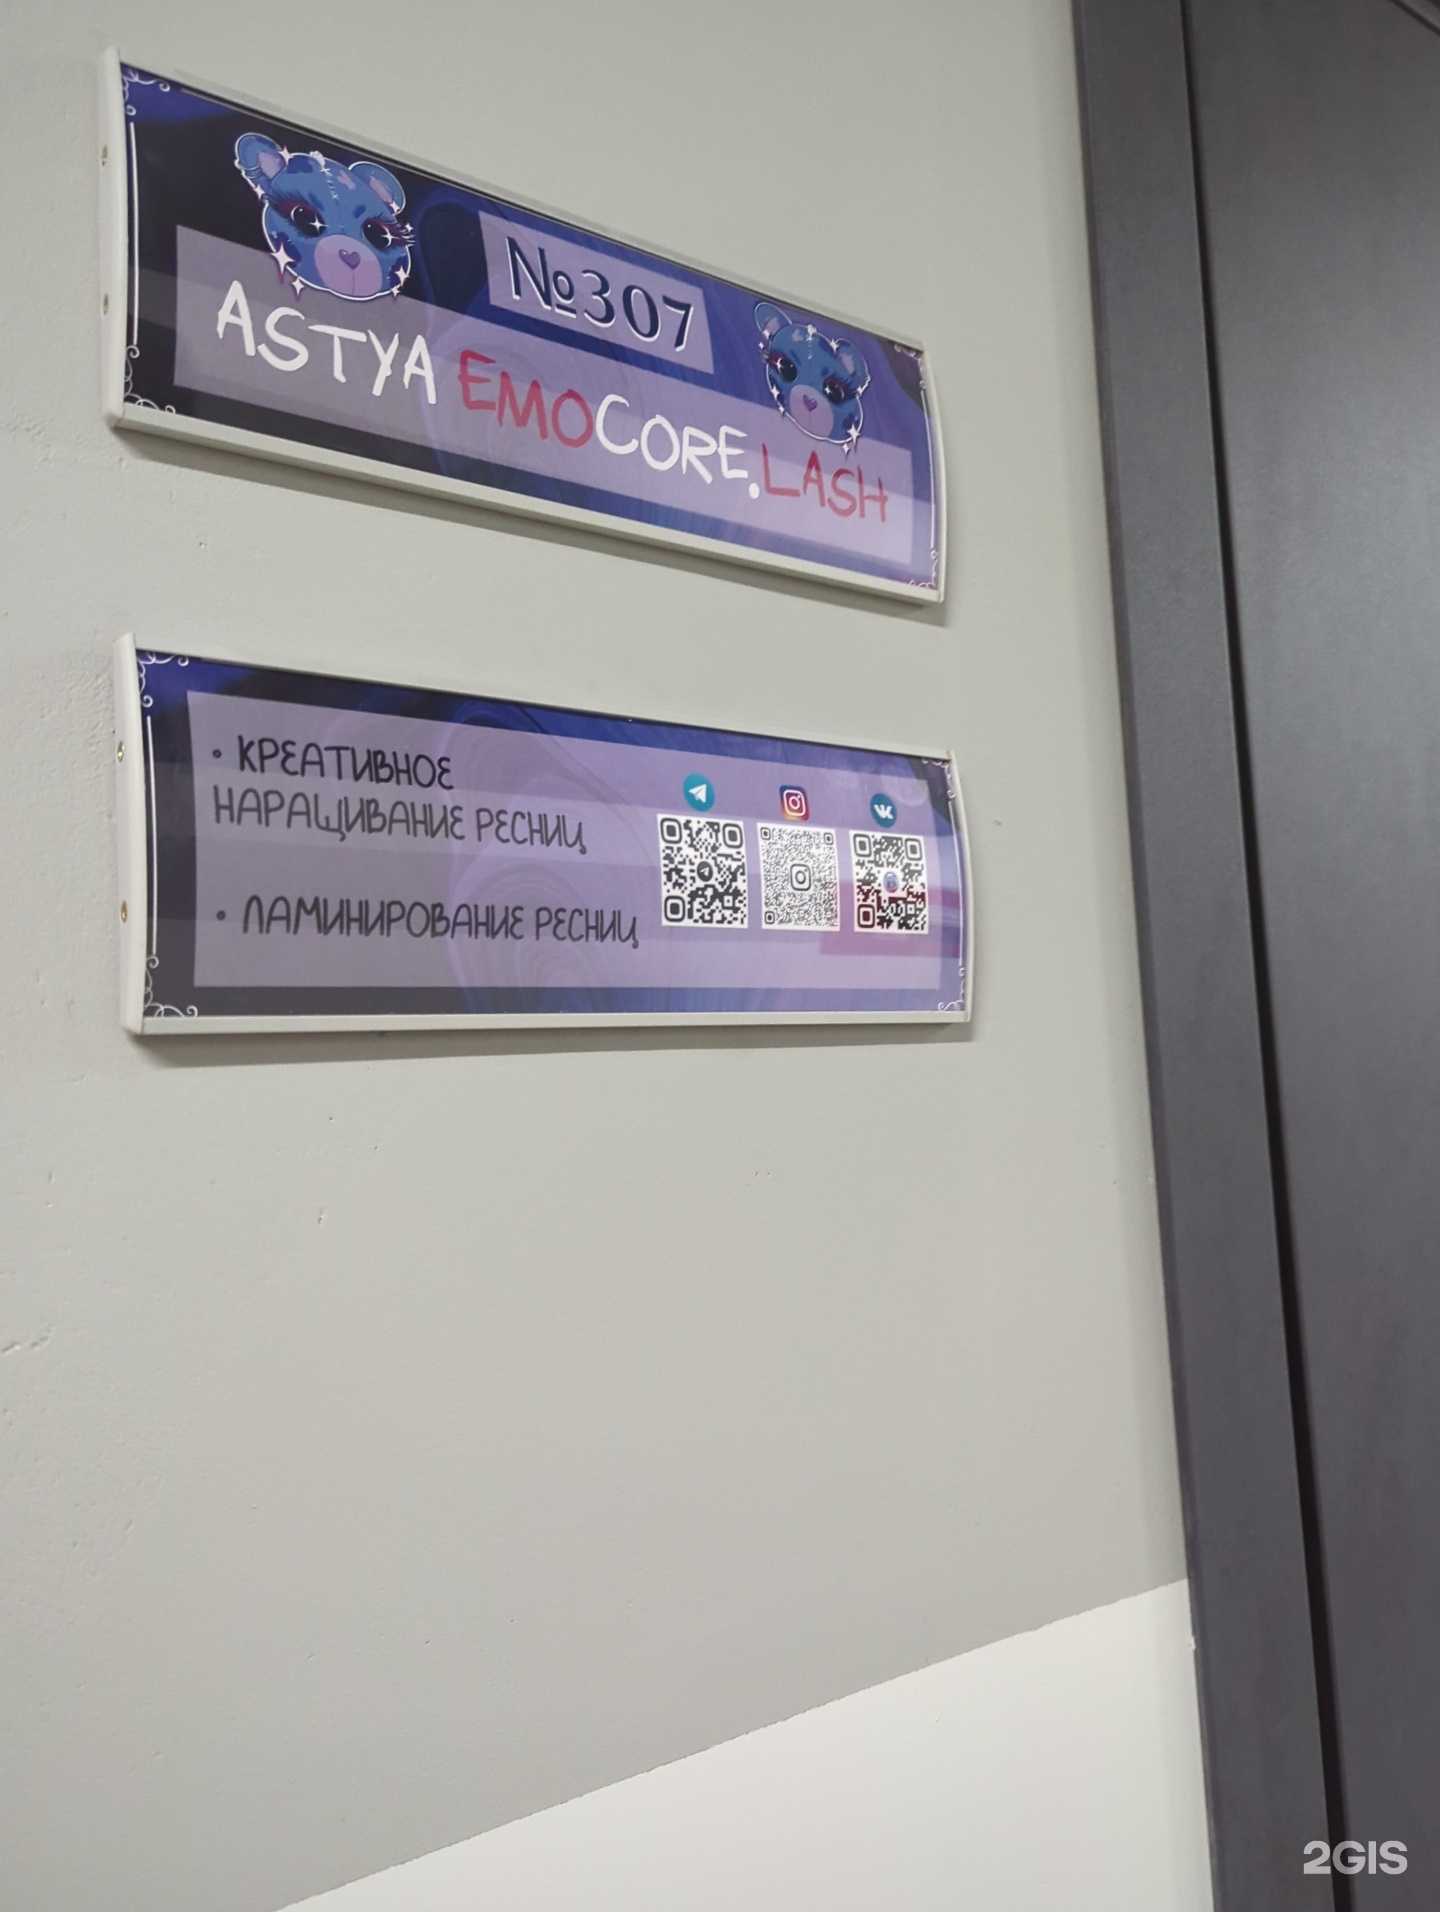 №307
ASTYA EMOCORE.LASH
• КРЕАТИВНОЕ
НАРАЩИВАНИЕ РЕСНИЦ
• ЛАМИНИРОВАНИЕ РЕСНИЦ
2GIS